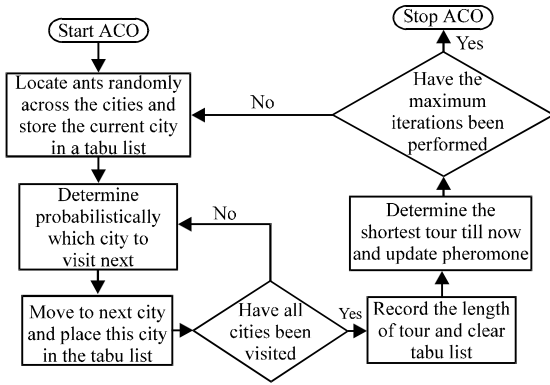 Start ACO
Locate ants randomly
across the cities and
store the current city
in a tabu list
Determine
probabilistically
which city to
visit next
Move to next city
and place this city
in the tabu list
No
Have all
cities been
visited
Yes
Record the length
of tour and clear
tabu list
Determine the
shortest tour till now
and update pheromone
Have the
maximum
iterations been
performed
No
Yes
Stop ACO